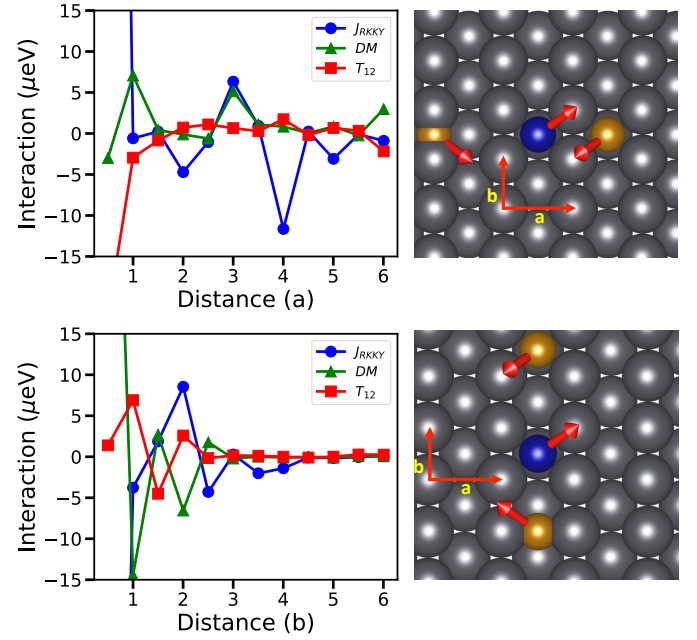 15
10
5
0
−5
−10
−15
Interaction (μeV)
J_RKKY
DM
T_12
1 2 3 4 5 6
Distance (a)
b
a
15
10
5
0
−5
−10
−15
Interaction (μeV)
J_RKKY
DM
T_12
1 2 3 4 5 6
Distance (b)
b
a